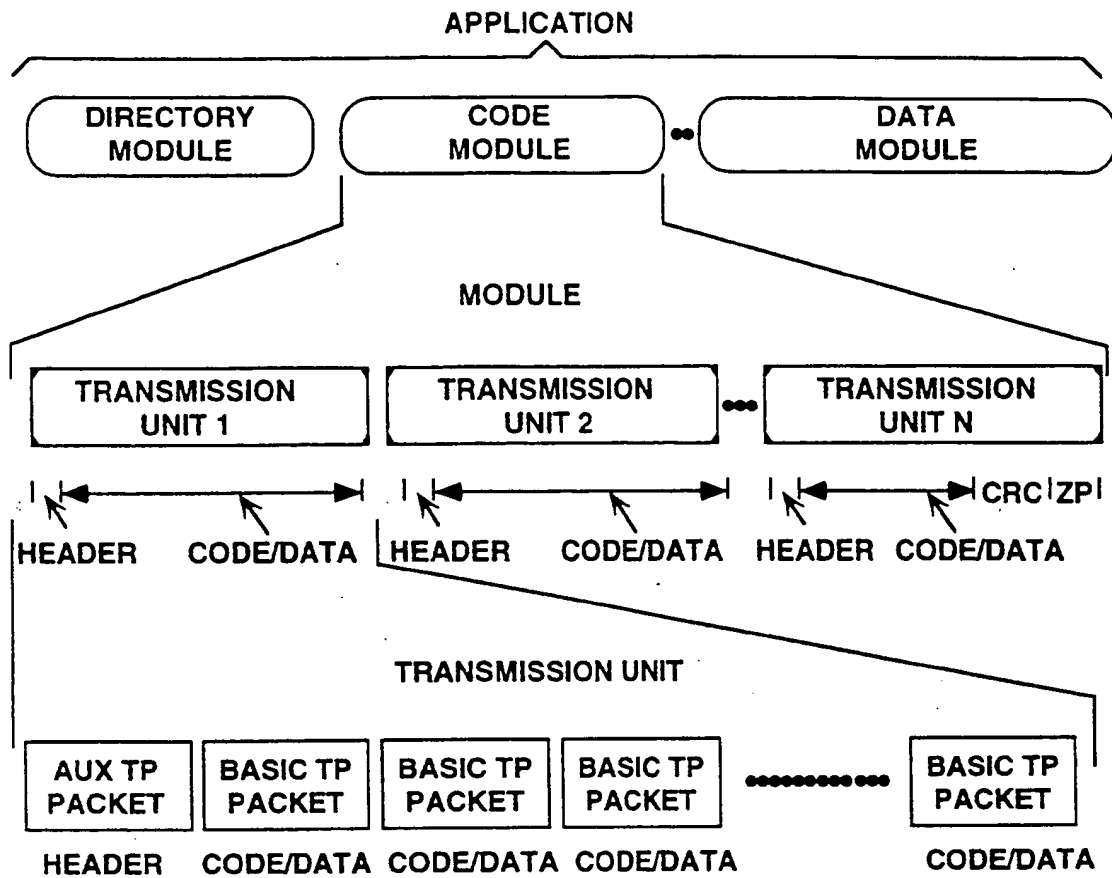 APPLICATION
DIRECTORY MODULE
CODE MODULE
DATA MODULE
MODULE
TRANSMISSION UNIT 1
TRANSMISSION UNIT 2
TRANSMISSION UNIT N
CRC ZP
HEADER CODE/DATA HEADER CODE/DATA HEADER CODE/DATA
TRANSMISSION UNIT
AUX TP PACKET
BASIC TP PACKET
BASIC TP PACKET
BASIC TP PACKET
BASIC TP PACKET
HEADER CODE/DATA CODE/DATA CODE/DATA CODE/DATA